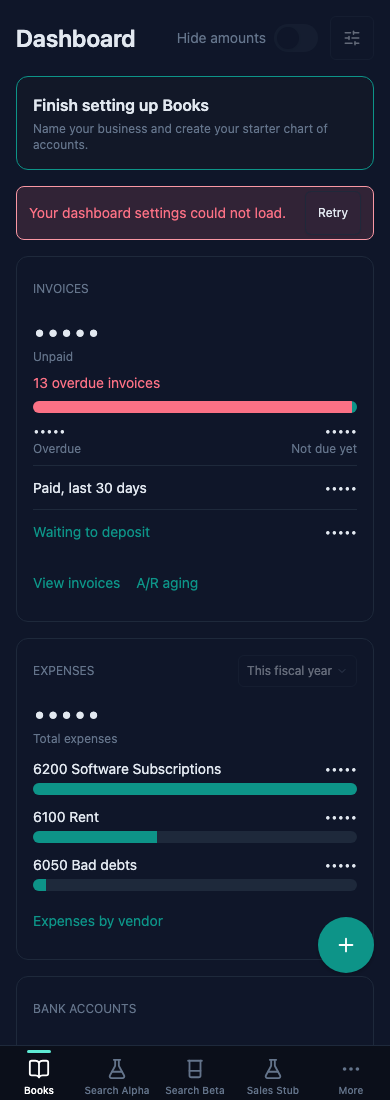 Dashboard
Hide amounts
Finish setting up Books
Name your business and create your starter chart of
accounts.
Your dashboard settings could not load.
Retry
INVOICES
•••••
Unpaid
13 overdue invoices
••••• •••••
Overdue Not due yet
Paid, last 30 days •••••
Waiting to deposit •••••
View invoices A/R aging
EXPENSES
This fiscal year
•••••
Total expenses
6200 Software Subscriptions •••••
6100 Rent •••••
6050 Bad debts •••••
Expenses by vendor
+
BANK ACCOUNTS
Books Search Alpha Search Beta Sales Stub More